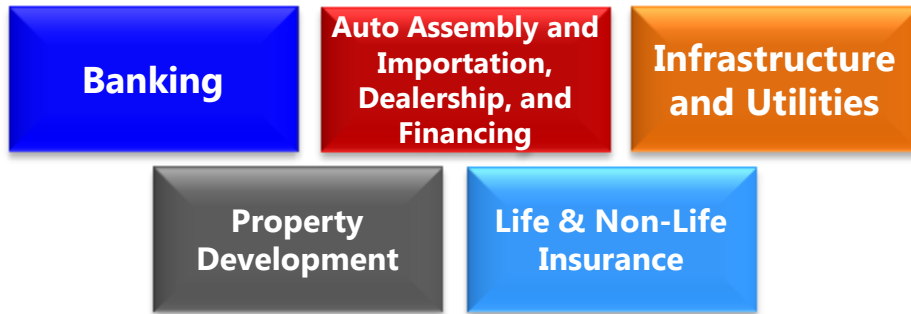 Banking
Auto Assembly and
Importation,
Dealership, and
Financing
Infrastructure
and Utilities
Property
Development
Life & Non-Life
Insurance